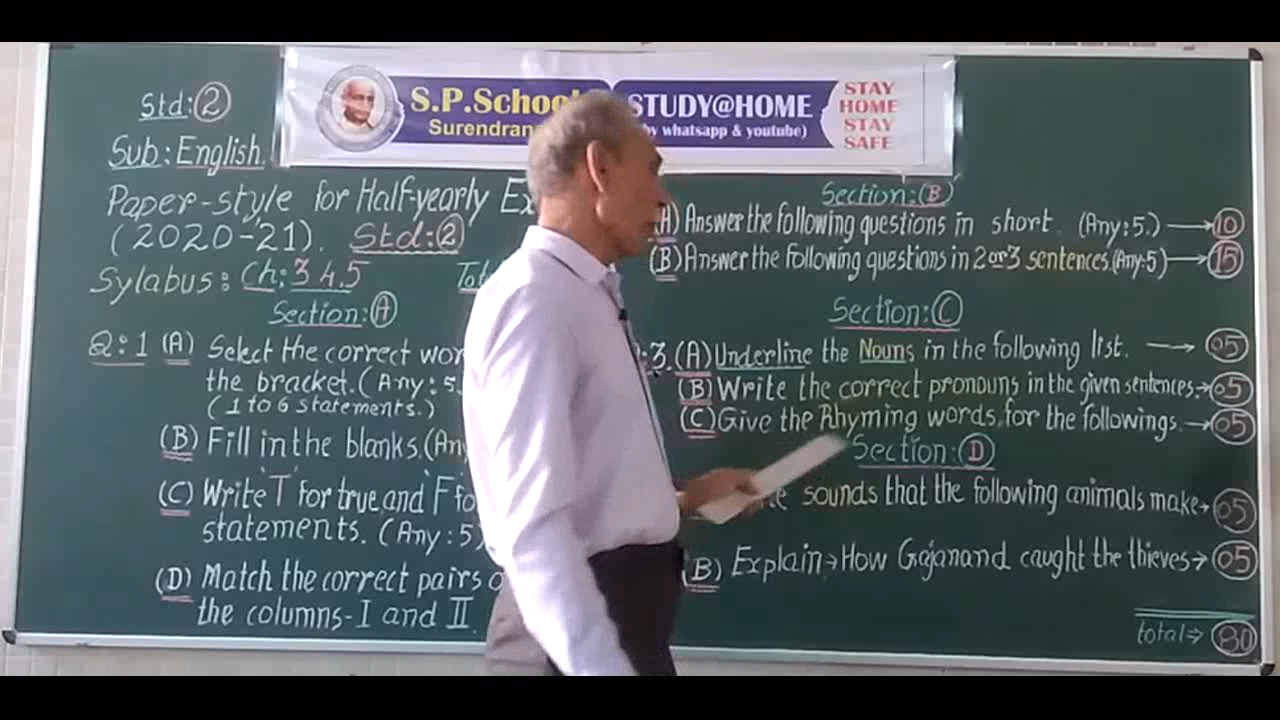 S.P.School
STUDY@HOME
by whatsapp & youtube)
STAY
HOME
STAY
SAFE
Std:2
Sub: English.
Paper-style for Half-yearly
(2020-'21). Std:2
Sylabus: Ch: 3 4.5
Section: A
Q:1 (A) Select the correct
the bracket. (Any: 5.
(1 to 6 statements.)
(B) Fill in the blanks.
(C) Write 'T' for true and 'F'
statements. (Any: 5)
(D) Match the correct pairs
the columns-I and II.
Section: B
A) Answer the following questions in short. (Any:5.) → 10
(B) Answer the following questions in 2 or 3 sentences.(Any:5) → 15
Section: C
3. (A) Underline the Nouns in the following list. → 05
(B) Write the correct pronouns in the given sentences.→ 05
(C) Give the Rhyming words for the followings. → 05
Section: D
sounds that the following animals make→ 05
(B) Explain→How Gajanand caught the thieves→ 05
total→ 80